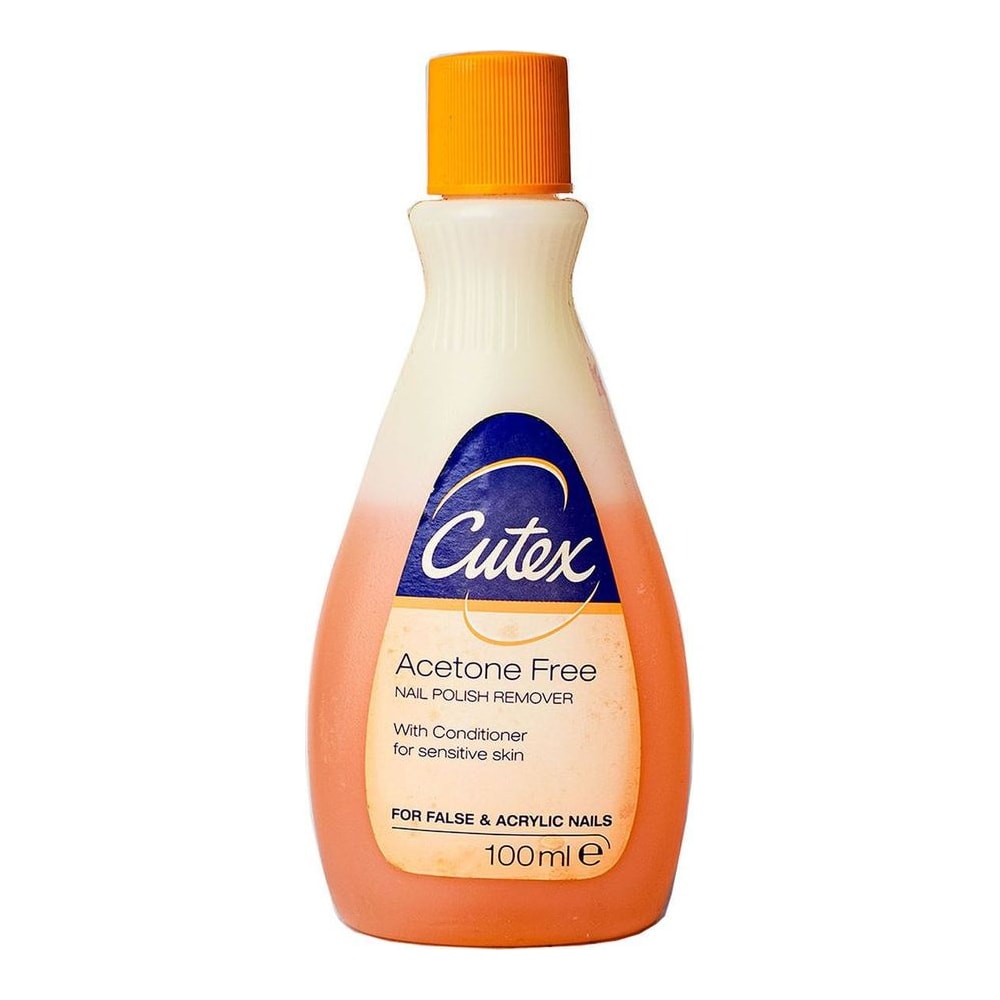 Cutex
Acetone Free
NAIL POLISH REMOVER
With Conditioner
for sensitive skin
FOR FALSE & ACRYLIC NAILS
100ml ℮